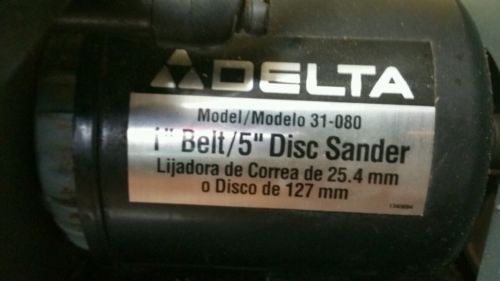 DELTA
Model/Modelo 31-080
1" Belt/5" Disc Sander
Lijadora de Correa de 25.4 mm
o Disco de 127 mm